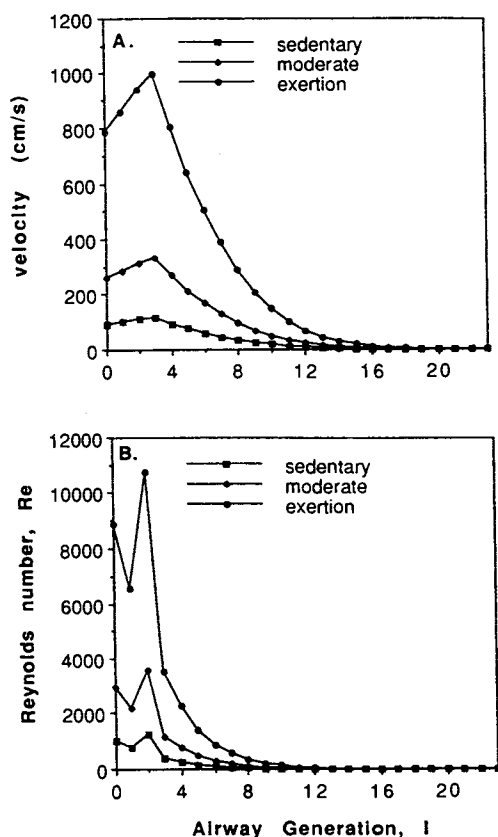 A.
sedentary
moderate
exertion
1200
1000
800
600
400
200
0
velocity (cm/s)
0 4 8 12 16 20
B.
sedentary
moderate
exertion
12000
10000
8000
6000
4000
2000
0
Reynolds number, Re
0 4 8 12 16 20
Airway Generation, I